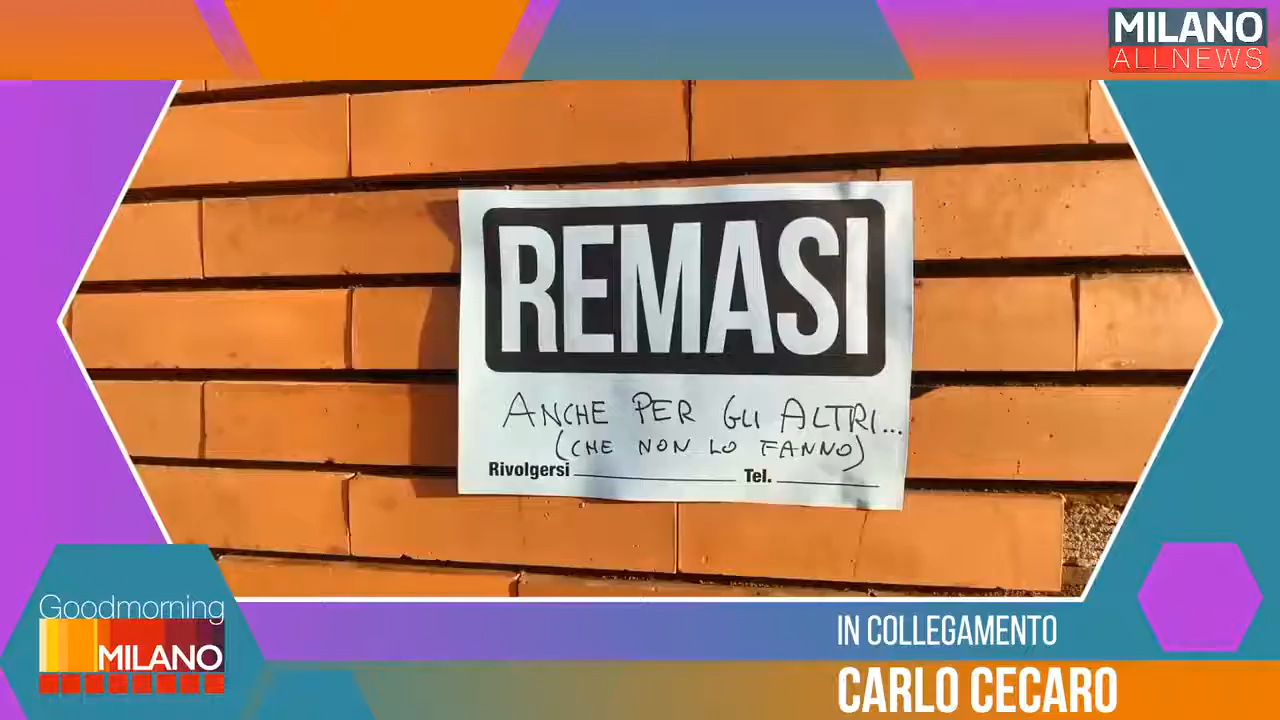 MILANO
ALLNEWS
REMASI
ANCHE PER GLI ALTRI...
(CHE NON LO FANNO)
Rivolgersi Tel.
Goodmorning
MILANO
IN COLLEGAMENTO
CARLO CECARO